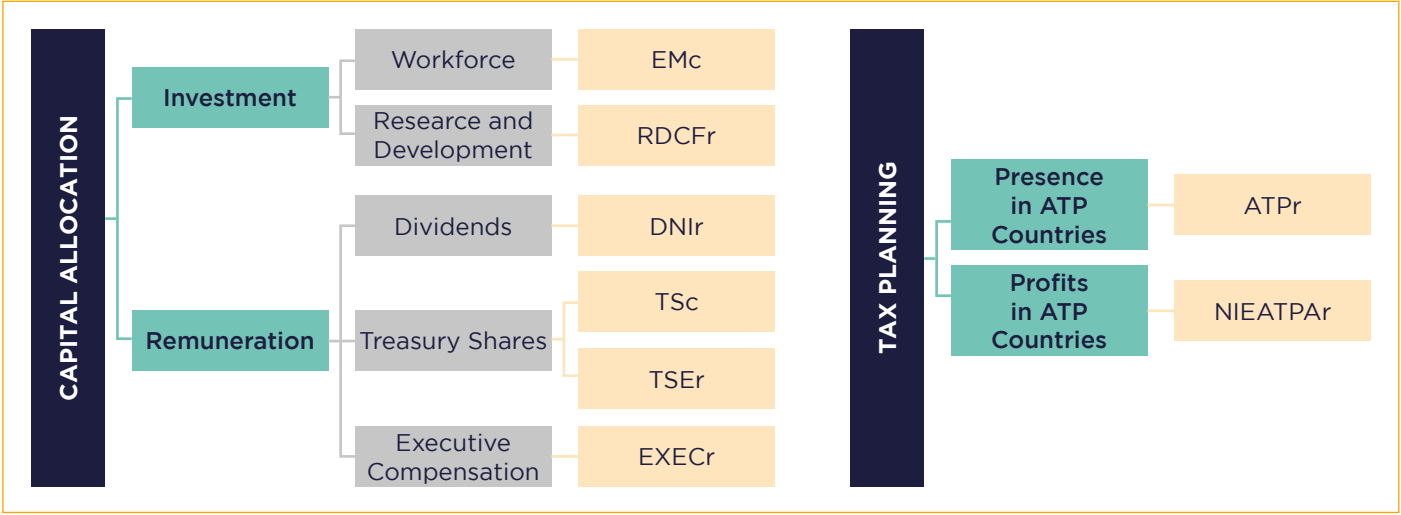 CAPITAL ALLOCATION
Investment
Workforce
EMc
Researce and
Development
RDCFr
Remuneration
Dividends
DNIr
Treasury Shares
TSc
TSEr
Executive
Compensation
EXECr
TAX PLANNING
Presence
in ATP
Countries
ATPr
Profits
in ATP
Countries
NIEATPAr